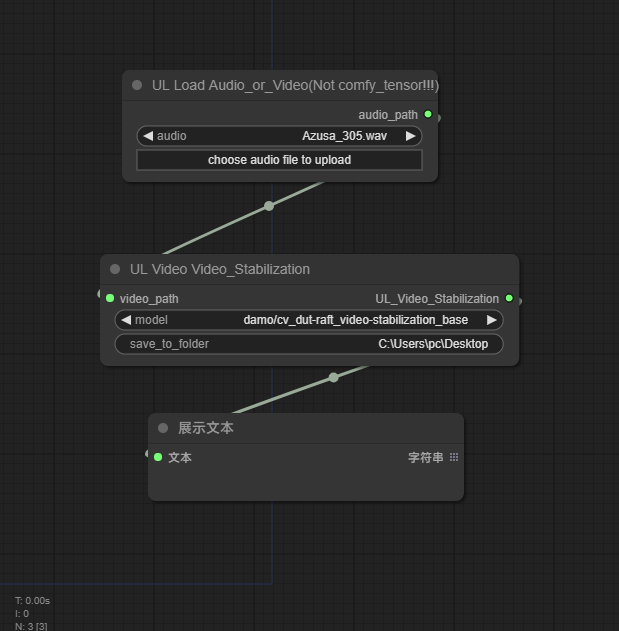 UL Load Audio_or_Video(Not comfy_tensor!!!)
audio_path
audio Azusa_305.wav
choose audio file to upload
UL Video Video_Stabilization
video_path UL_Video_Stabilization
model damo/cv_dut-raft_video-stabilization_base
save_to_folder C:\Users\pc\Desktop
展示文本
文本 字符串
T: 0.00s
I: 0
N: 3 [3]